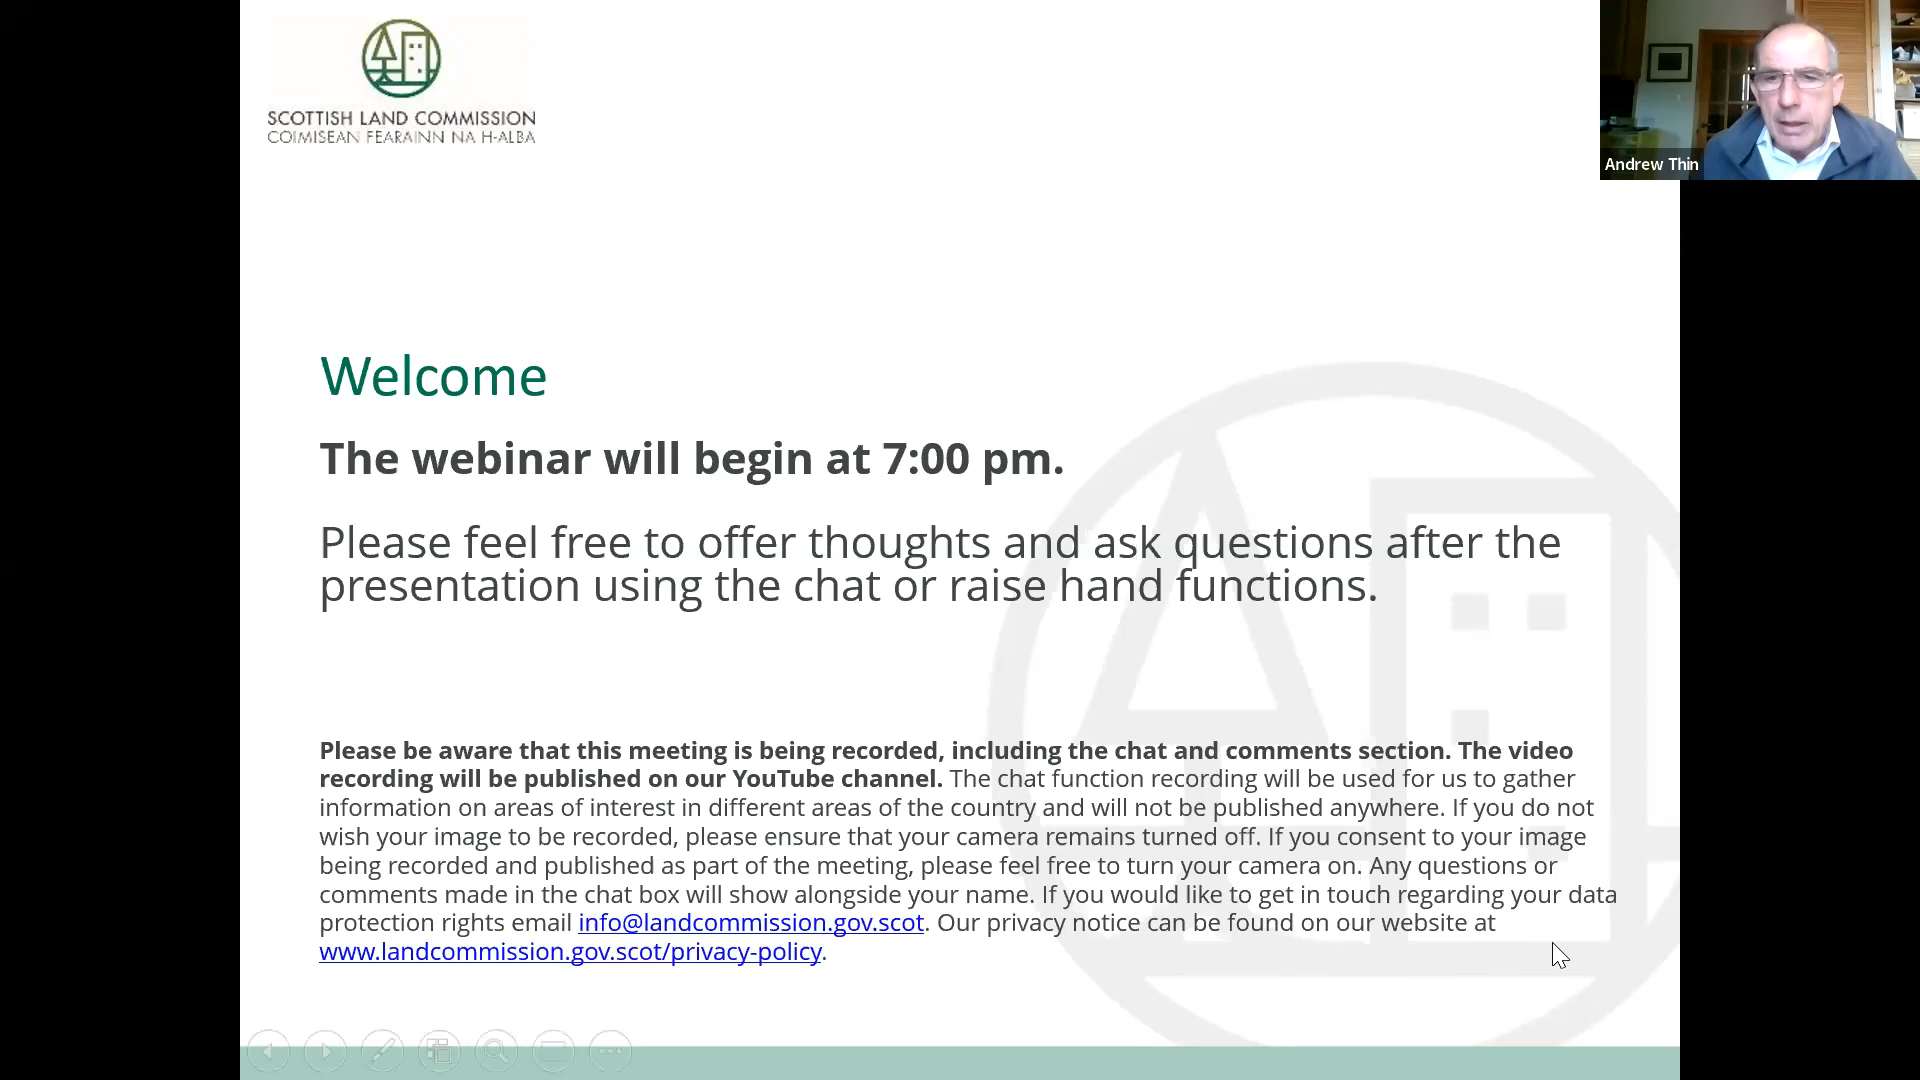 SCOTTISH LAND COMMISSION
COIMISEAN FEARAINN NA H-ALBA
Andrew Thin
Welcome
The webinar will begin at 7:00 pm.
Please feel free to offer thoughts and ask questions after the
presentation using the chat or raise hand functions.
Please be aware that this meeting is being recorded, including the chat and comments section. The video
recording will be published on our YouTube channel. The chat function recording will be used for us to gather
information on areas of interest in different areas of the country and will not be published anywhere. If you do not
wish your image to be recorded, please ensure that your camera remains turned off. If you consent to your image
being recorded and published as part of the meeting, please feel free to turn your camera on. Any questions or
comments made in the chat box will show alongside your name. If you would like to get in touch regarding your data
protection rights email info@landcommission.gov.scot. Our privacy notice can be found on our website at
www.landcommission.gov.scot/privacy-policy.